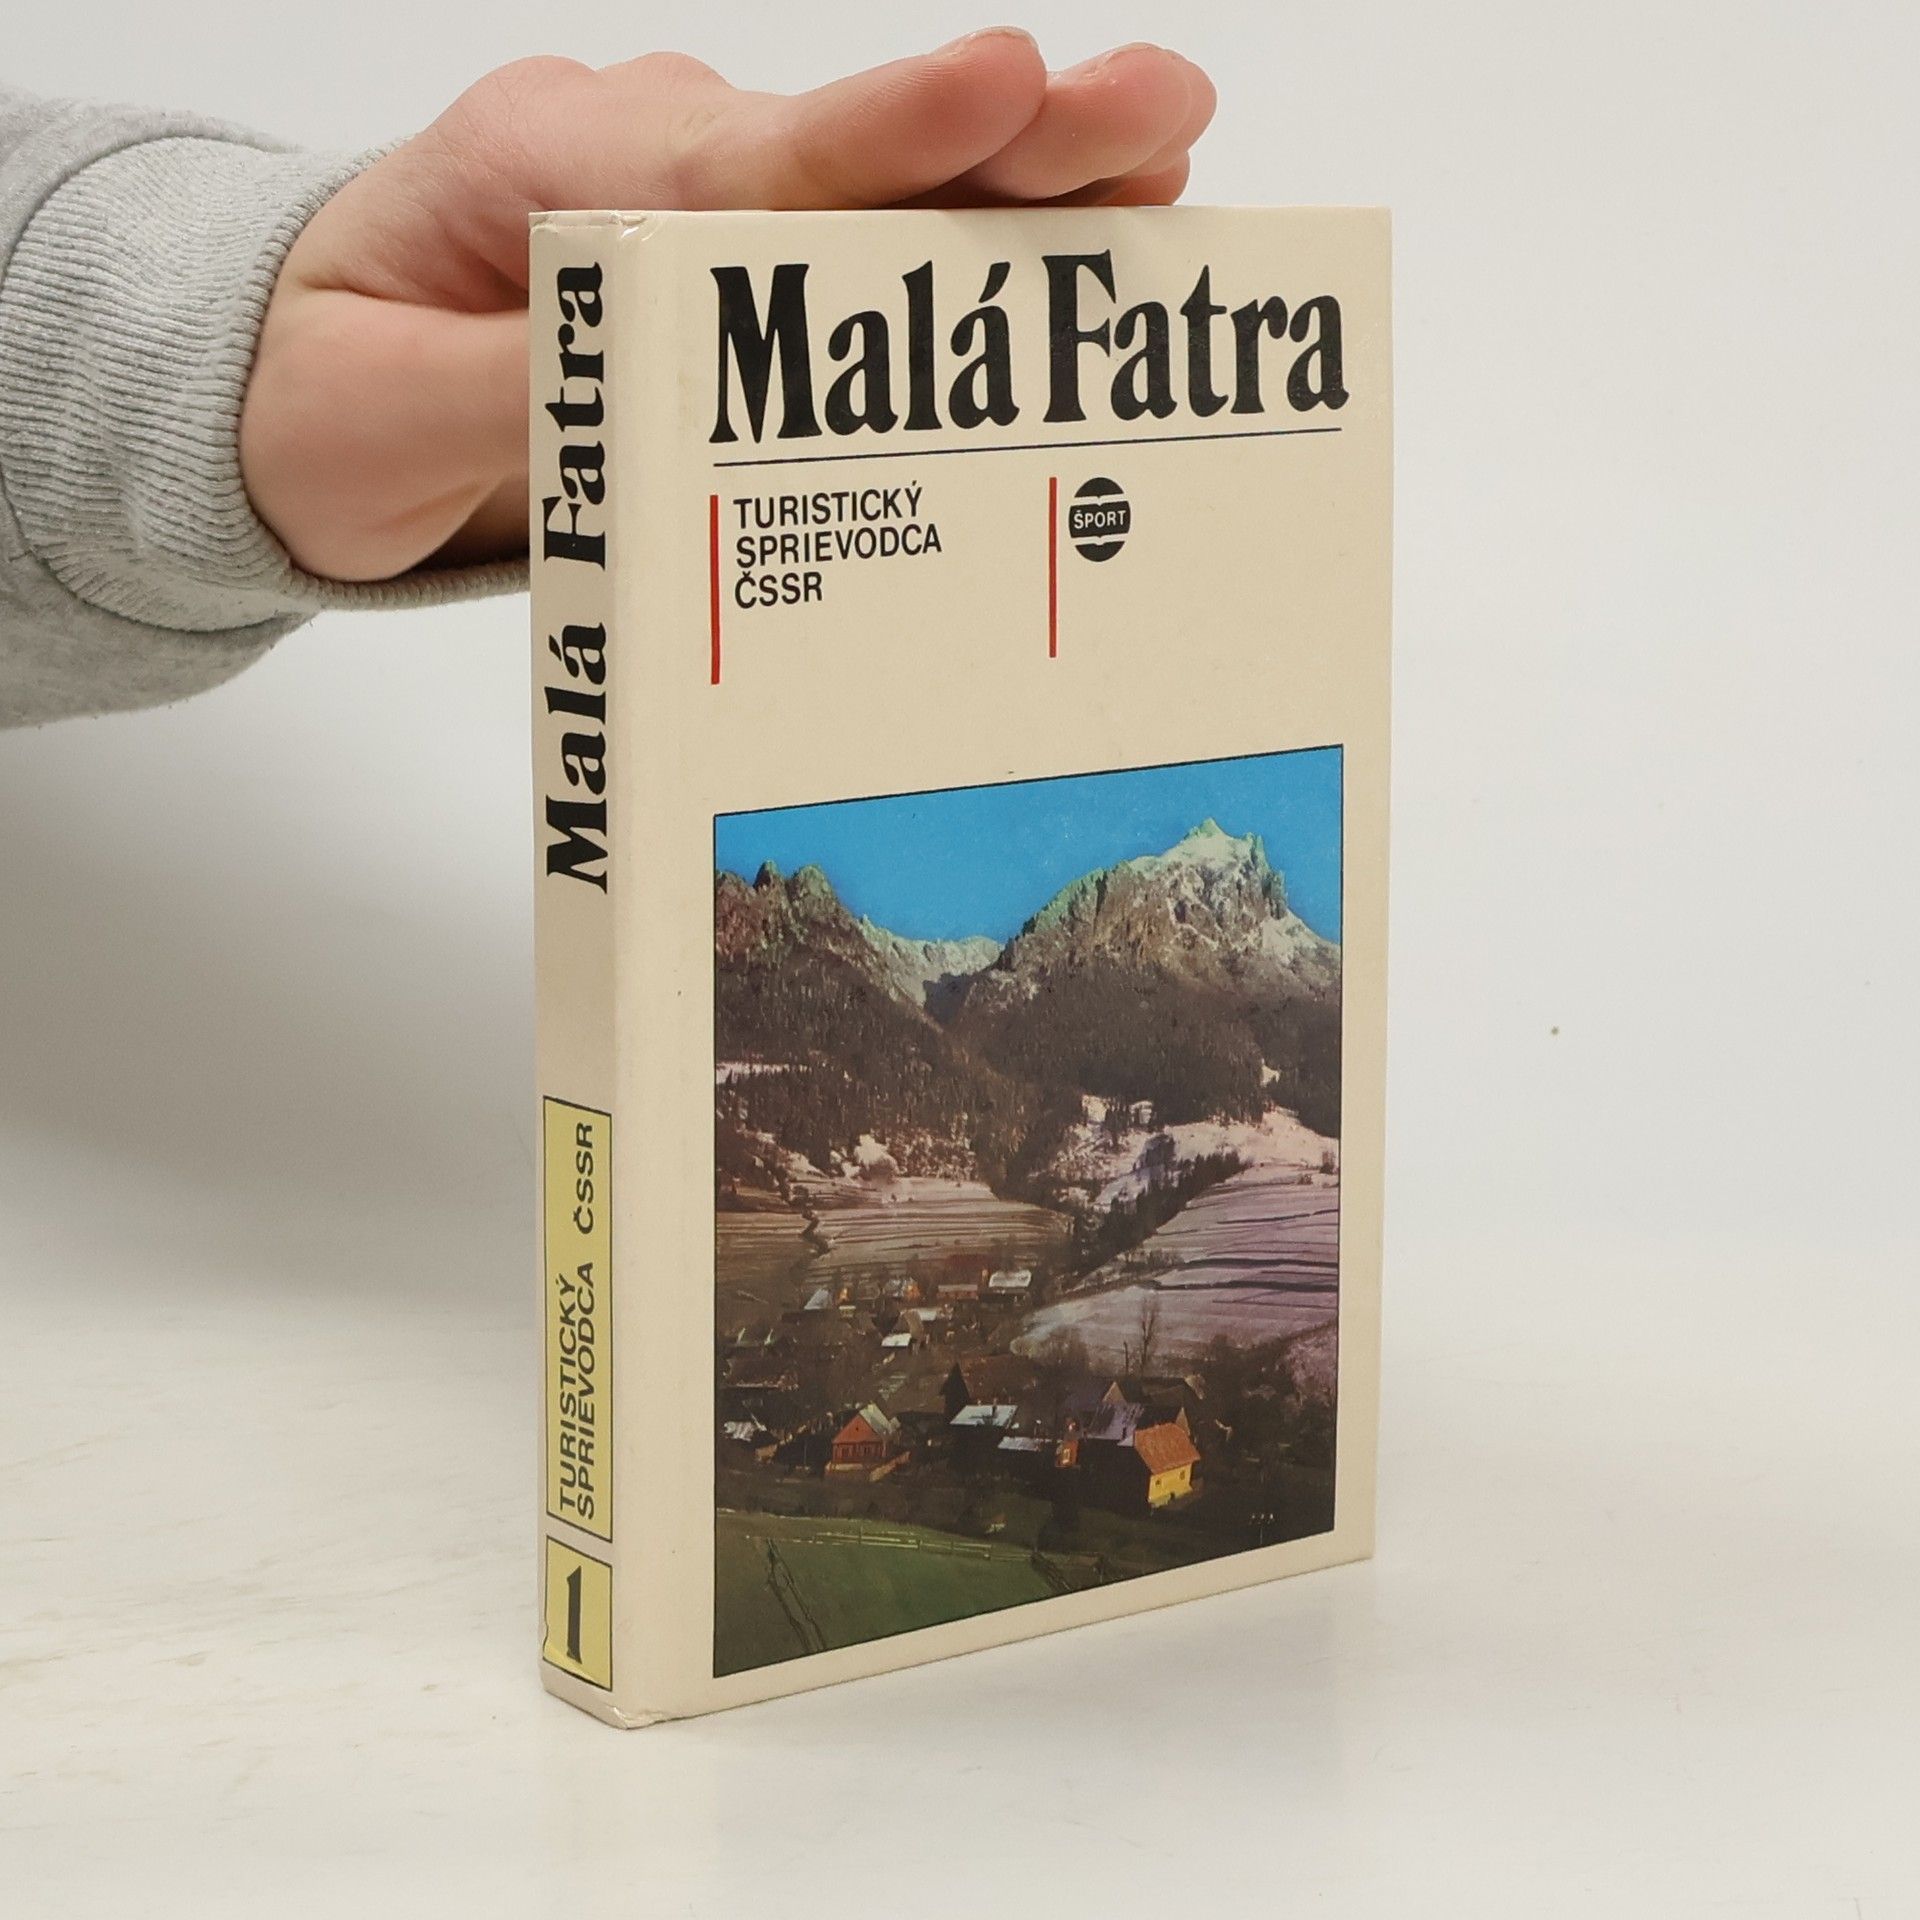 Malá Fatra
TURISTICKÝ
SPRIEVODCA
ČSSR
ŠPORT
Malá Fatra
TURISTICKÝ
SPRIEVODCA ČSSR
1